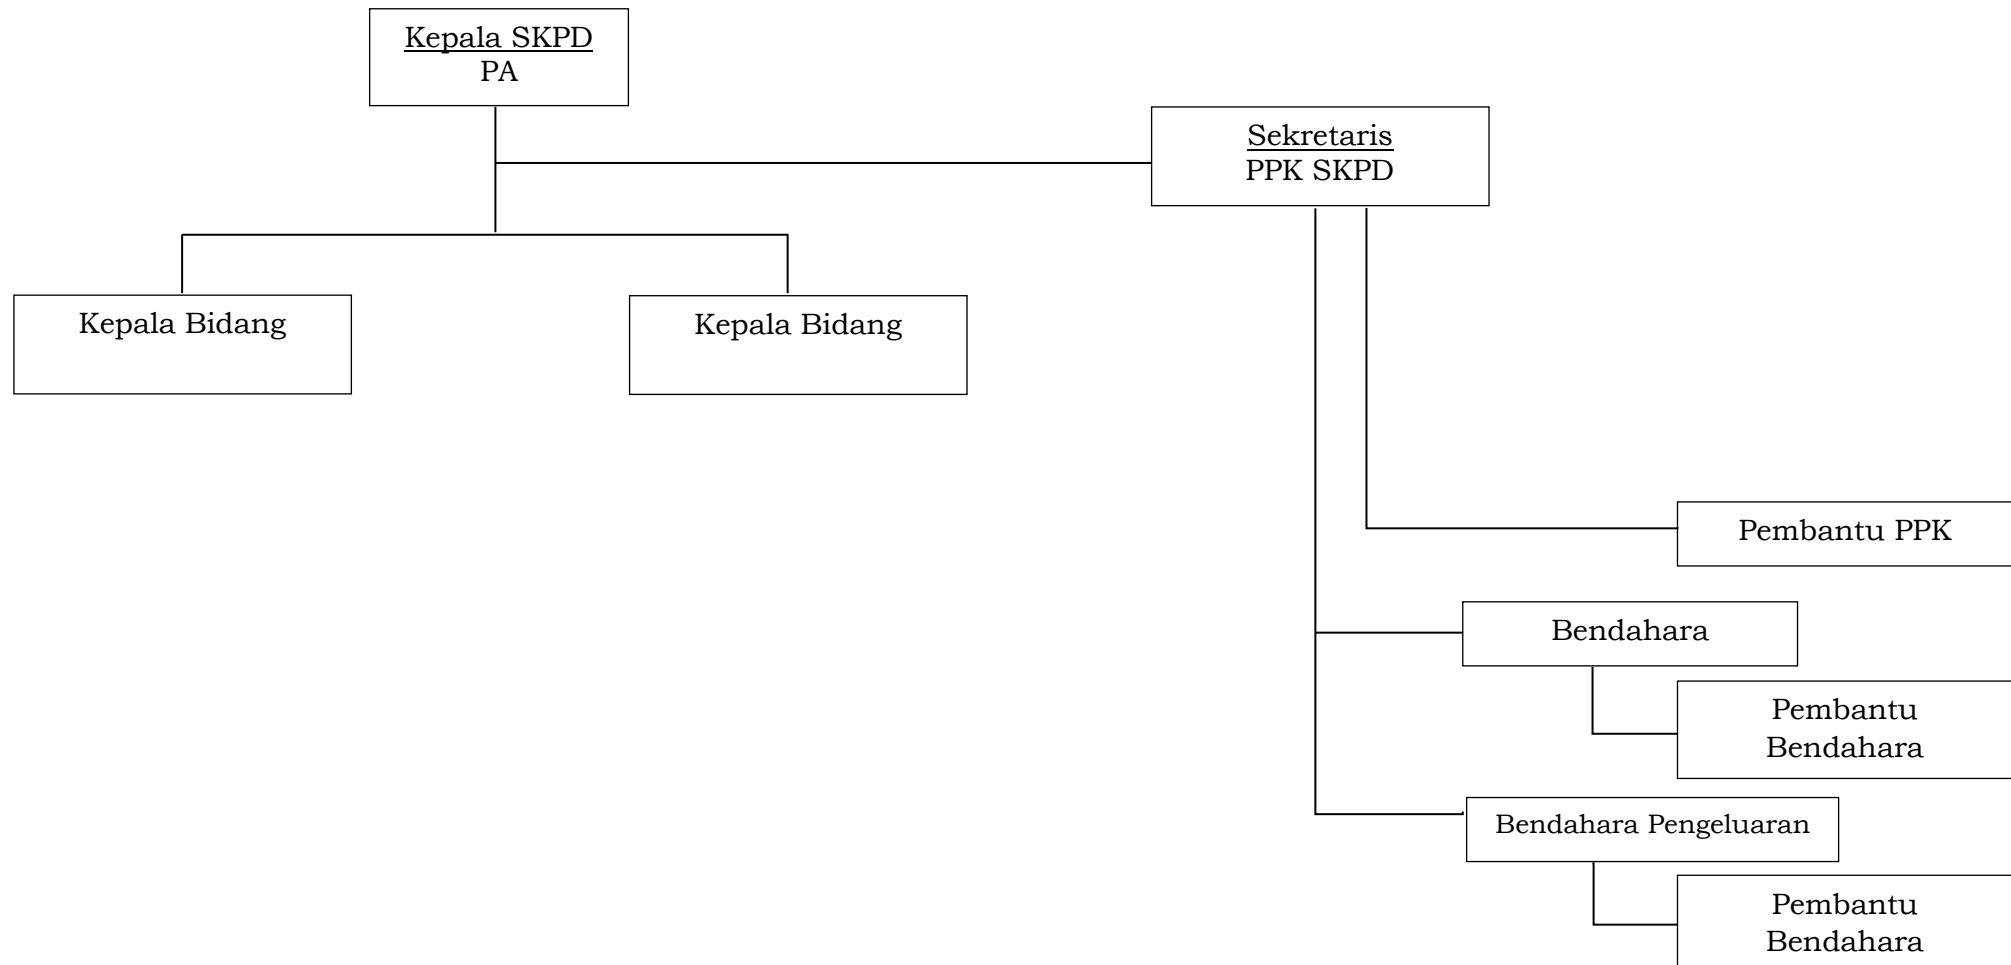 Kepala SKPD
PA
Sekretaris
PPK SKPD
Kepala Bidang
Kepala Bidang
Pembantu PPK
Bendahara
Pembantu
Bendahara
Bendahara Pengeluaran
Pembantu
Bendahara